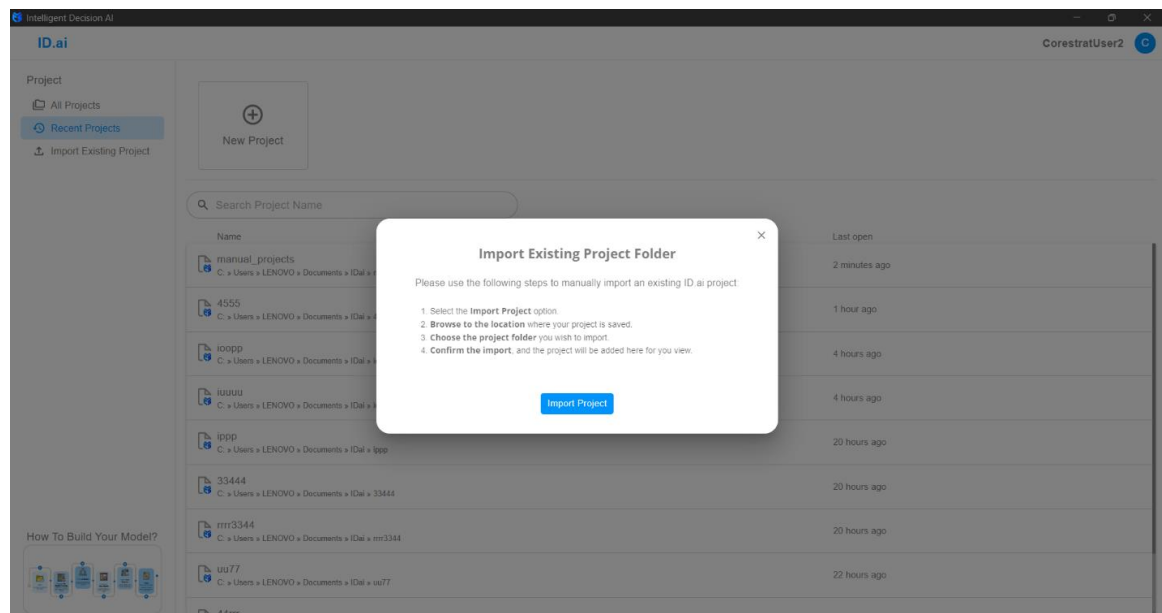 Intelligent Decision AI
ID.ai
CorestratUser2 C
Project
All Projects
Recent Projects
Import Existing Project
New Project
Search Project Name
Name
Last open
manual_projects
C: » Users » LENOVO » Documents » IDai »
2 minutes ago
4555
C: » Users » LENOVO » Documents » IDai »
1 hour ago
ioopp
C: » Users » LENOVO » Documents » IDai »
4 hours ago
iuuuu
C: » Users » LENOVO » Documents » IDai »
4 hours ago
ippp
C: » Users » LENOVO » Documents » IDai » ippp
20 hours ago
33444
C: » Users » LENOVO » Documents » IDai » 33444
20 hours ago
rrrr3344
C: » Users » LENOVO » Documents » IDai » rrrr3344
20 hours ago
uu77
C: » Users » LENOVO » Documents » IDai » uu77
22 hours ago
Import Existing Project Folder
Please use the following steps to manually import an existing ID.ai project:
1. Select the Import Project option.
2. Browse to the location where your project is saved.
3. Choose the project folder you wish to import.
4. Confirm the import, and the project will be added here for you view.
Import Project
How To Build Your Model?